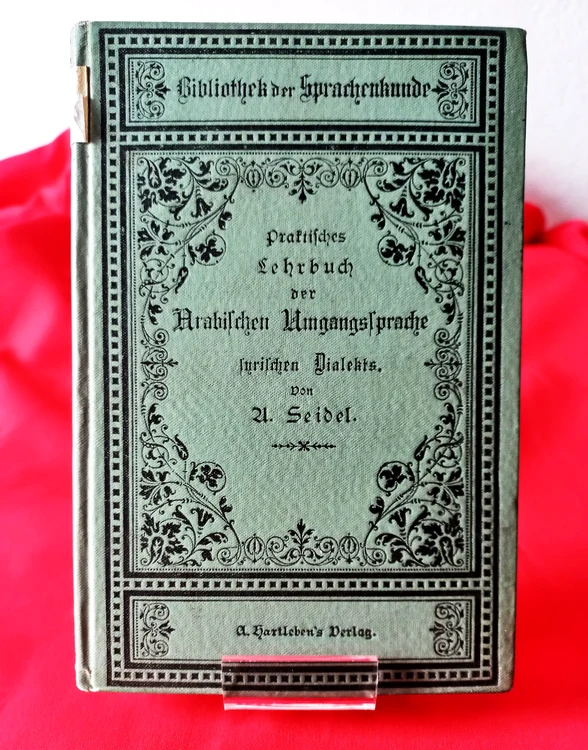 Bibliothek der Sprachenkunde
Praktisches
Lehrbuch
der
Arabischen Umgangssprache
syrischen Dialekts.
Von
A. Seidel.
A. Hartleben's Verlag.